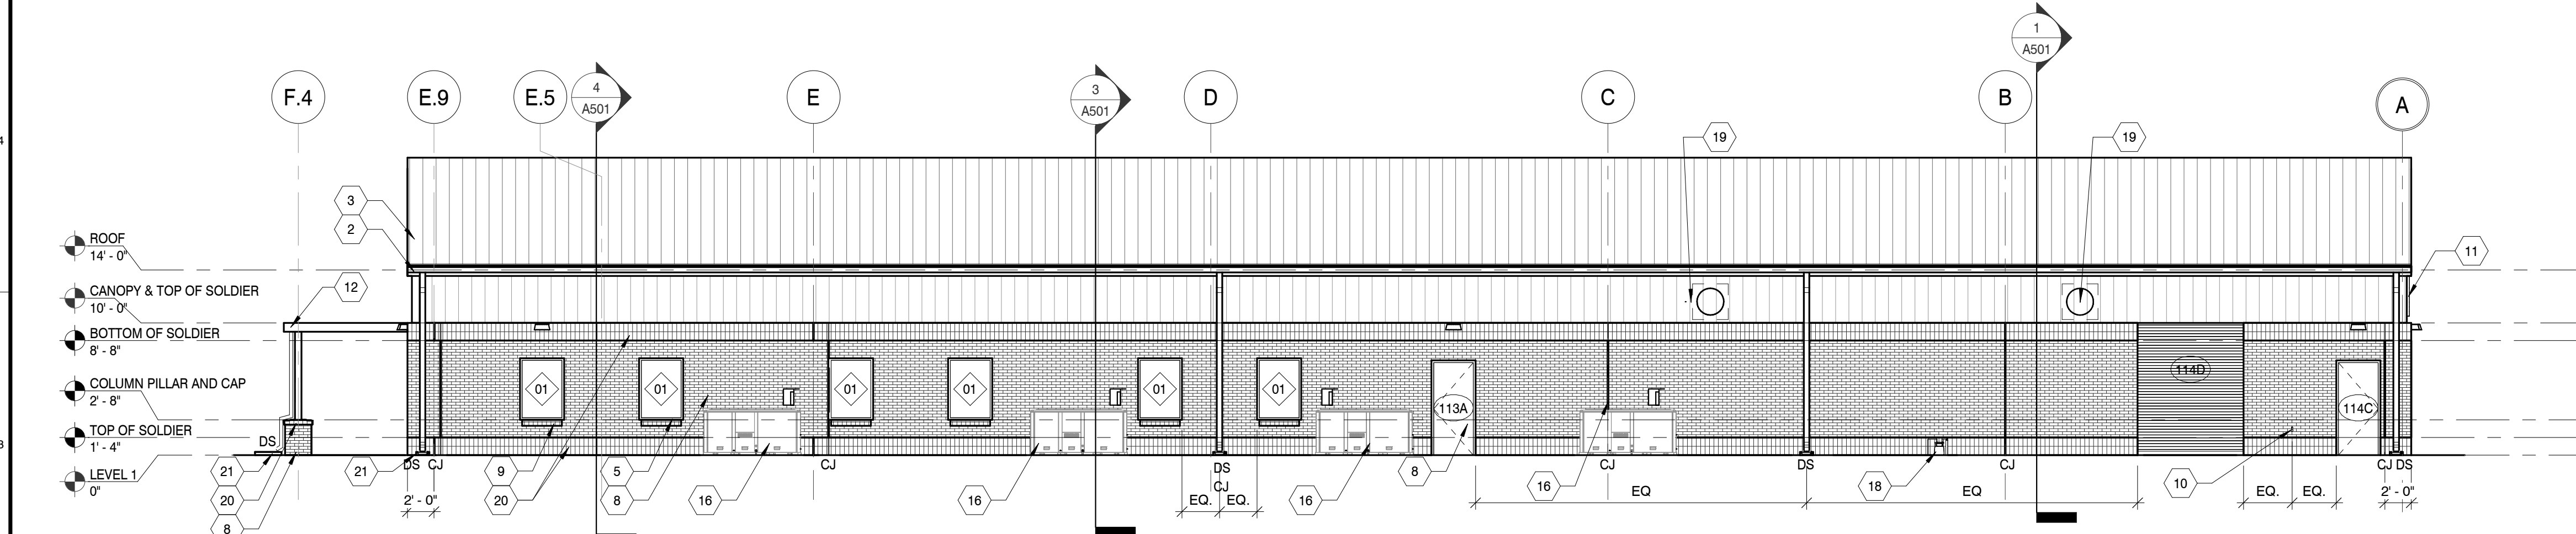 1
A501
F.4
E.9
E.5
4
A501
E
3
A501
D
C
B
A
4
19
19
3
2
ROOF
14' - 0"
11
12
CANOPY & TOP OF SOLDIER
10' - 0"
BOTTOM OF SOLDIER
8' - 8"
COLUMN PILLAR AND CAP
2' - 8"
01
01
01
01
01
01
114D
113A
114C
TOP OF SOLDIER
1' - 4"
DS
3
LEVEL 1
0"
DS CJ
CJ
DS
CJ
CJ
DS
CJ
CJ DS
21
21
9
5
8
20
20
8
16
16
16
16
18
10
8
2' - 0"
EQ.
EQ.
EQ
EQ
EQ.
EQ.
2' - 0"